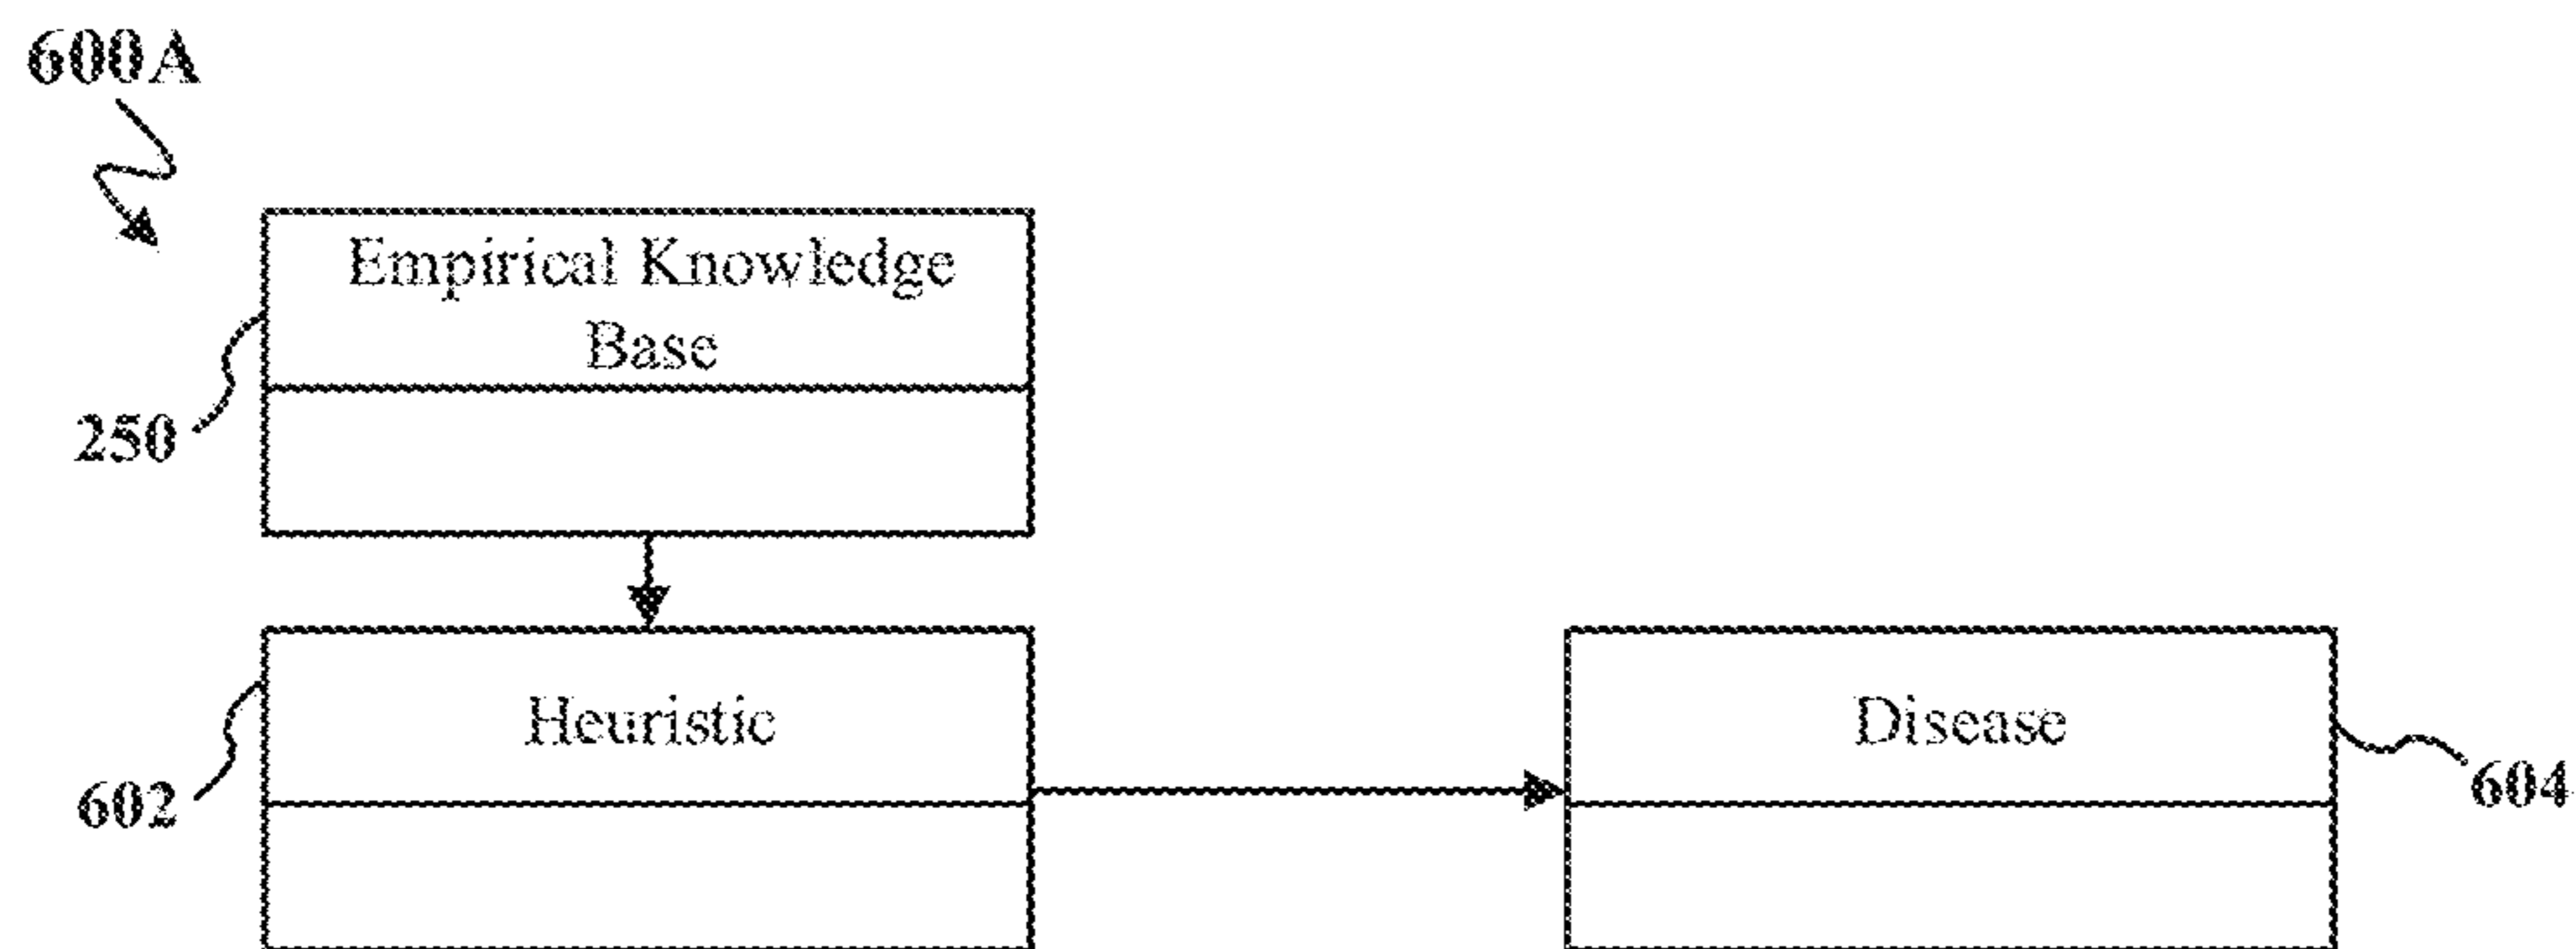 600A
Empirical Knowledge
Base
250
Heuristic
602
Disease
604